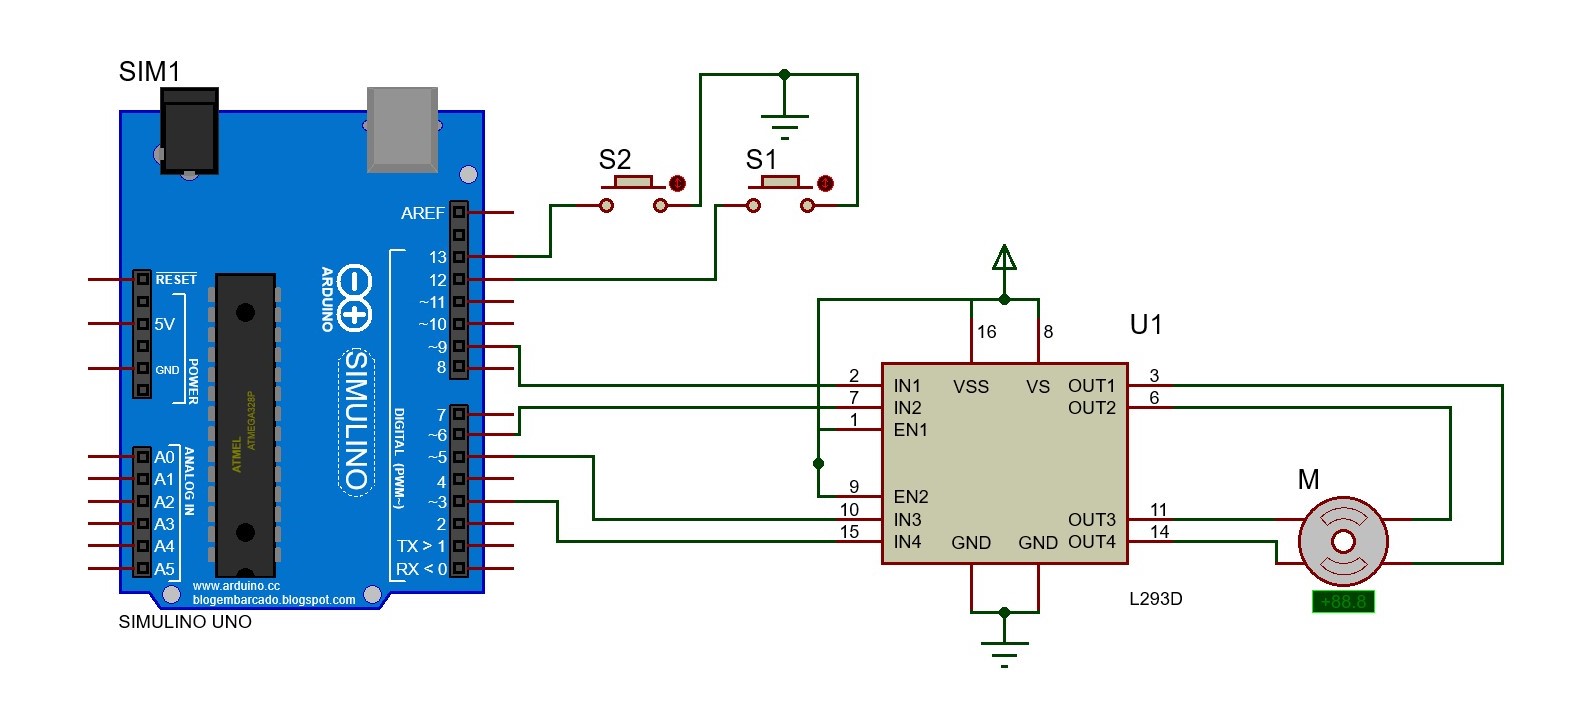 SIM1
S2
S1
AREF
13
RESET
12
~11
5V
~10
~9
GND
8
POWER
ARDUINO
SIMULINO
ATMEL
ATMEGA328P
DIGITAL (PWM~)
7
~6
A0
~5
A1
4
A2
~3
A3
2
A4
TX > 1
A5
RX < 0
ANALOG IN
www.arduino.cc
blogembarcado.blogspot.com
SIMULINO UNO
U1
16
8
2
IN1
VSS
VS
OUT1
3
7
IN2
OUT2
6
1
EN1
9
EN2
10
IN3
OUT3
11
15
IN4
GND
GND
OUT4
14
L293D
M
+88.8